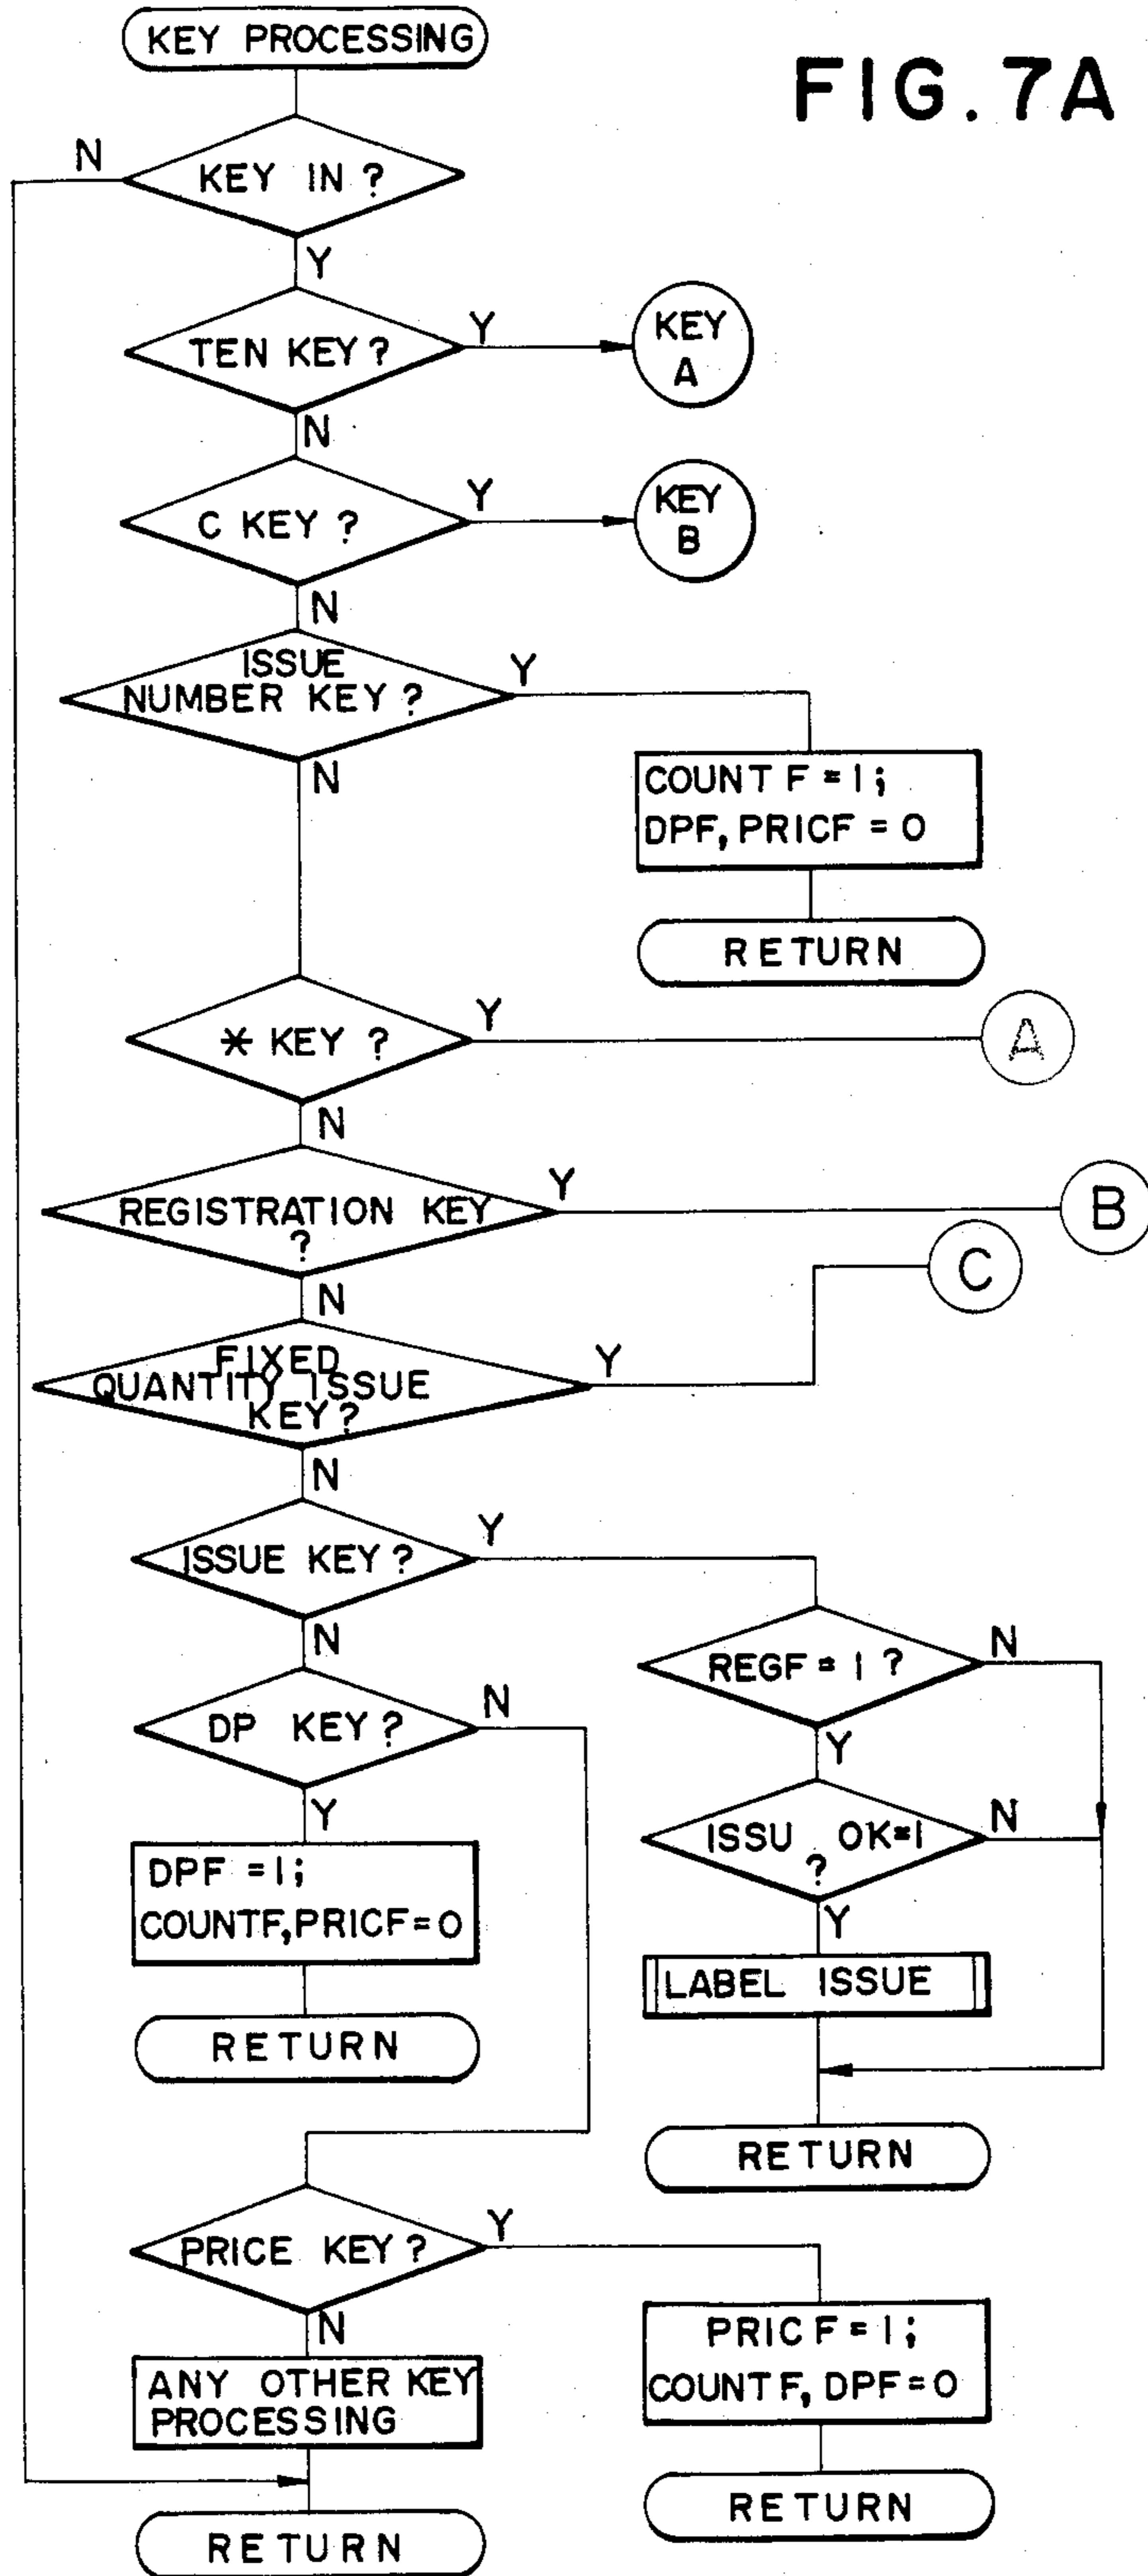 KEY PROCESSING
FIG. 7A
N
KEY IN ?
Y
TEN KEY ?
Y
KEY
A
N
C KEY ?
Y
KEY
B
N
ISSUE
NUMBER KEY ?
Y
N
COUNT F = 1 ;
DPF, PRICF = 0
RETURN
* KEY ?
Y
A
N
REGISTRATION KEY
?
Y
B
N
C
FIXED
QUANTITY ISSUE
KEY?
Y
N
ISSUE KEY ?
Y
N
REGF = 1 ?
N
Y
DP KEY ?
N
Y
ISSU OK=1
?
N
Y
DPF = 1;
COUNTF, PRICF = 0
LABEL ISSUE
RETURN
RETURN
PRICE KEY ?
Y
N
PRICF = 1 ;
COUNTF, DPF = 0
ANY OTHER KEY
PROCESSING
RETURN
RETURN